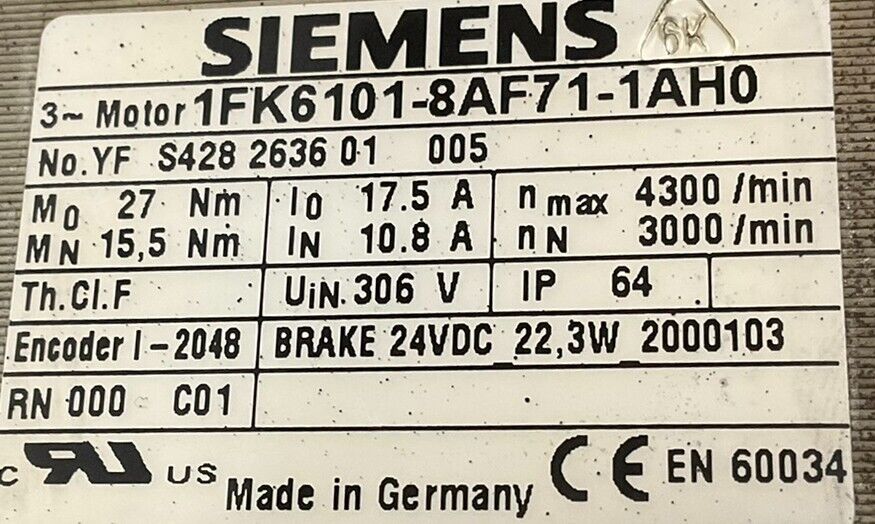 SIEMENS 6K
3~ Motor 1FK6101-8AF71-1AH0
No.YF S428 2636 01 005
M0 27 Nm I0 17.5 A n max 4300 /min
MN 15,5 Nm IN 10.8 A nN 3000 /min
Th.Cl.F UiN.306 V IP 64
Encoder I-2048 BRAKE 24VDC 22,3W 2000103
RN 000 C01
C RU US Made in Germany CE EN 60034